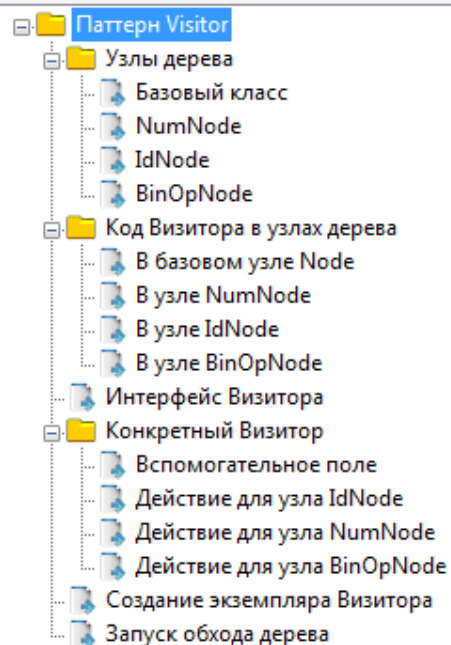 Паттерн Visitor
Узлы дерева
Базовый класс
NumNode
IdNode
BinOpNode
Код Визитора в узлах дерева
В базовом узле Node
В узле NumNode
В узле IdNode
В узле BinOpNode
Интерфейс Визитора
Конкретный Визитор
Вспомогательное поле
Действие для узла IdNode
Действие для узла NumNode
Действие для узла BinOpNode
Создание экземпляра Визитора
Запуск обхода дерева